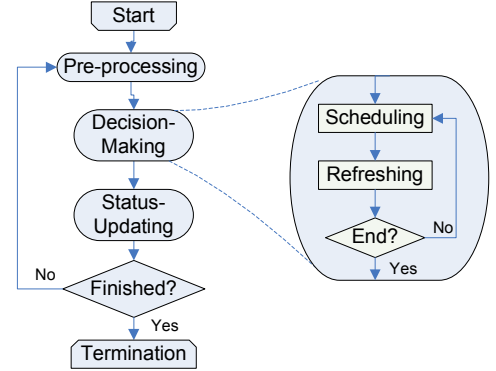 Start
Pre-processing
Decision-
Making
Status-
Updating
Finished?
No
Yes
Termination
Scheduling
Refreshing
End?
No
Yes